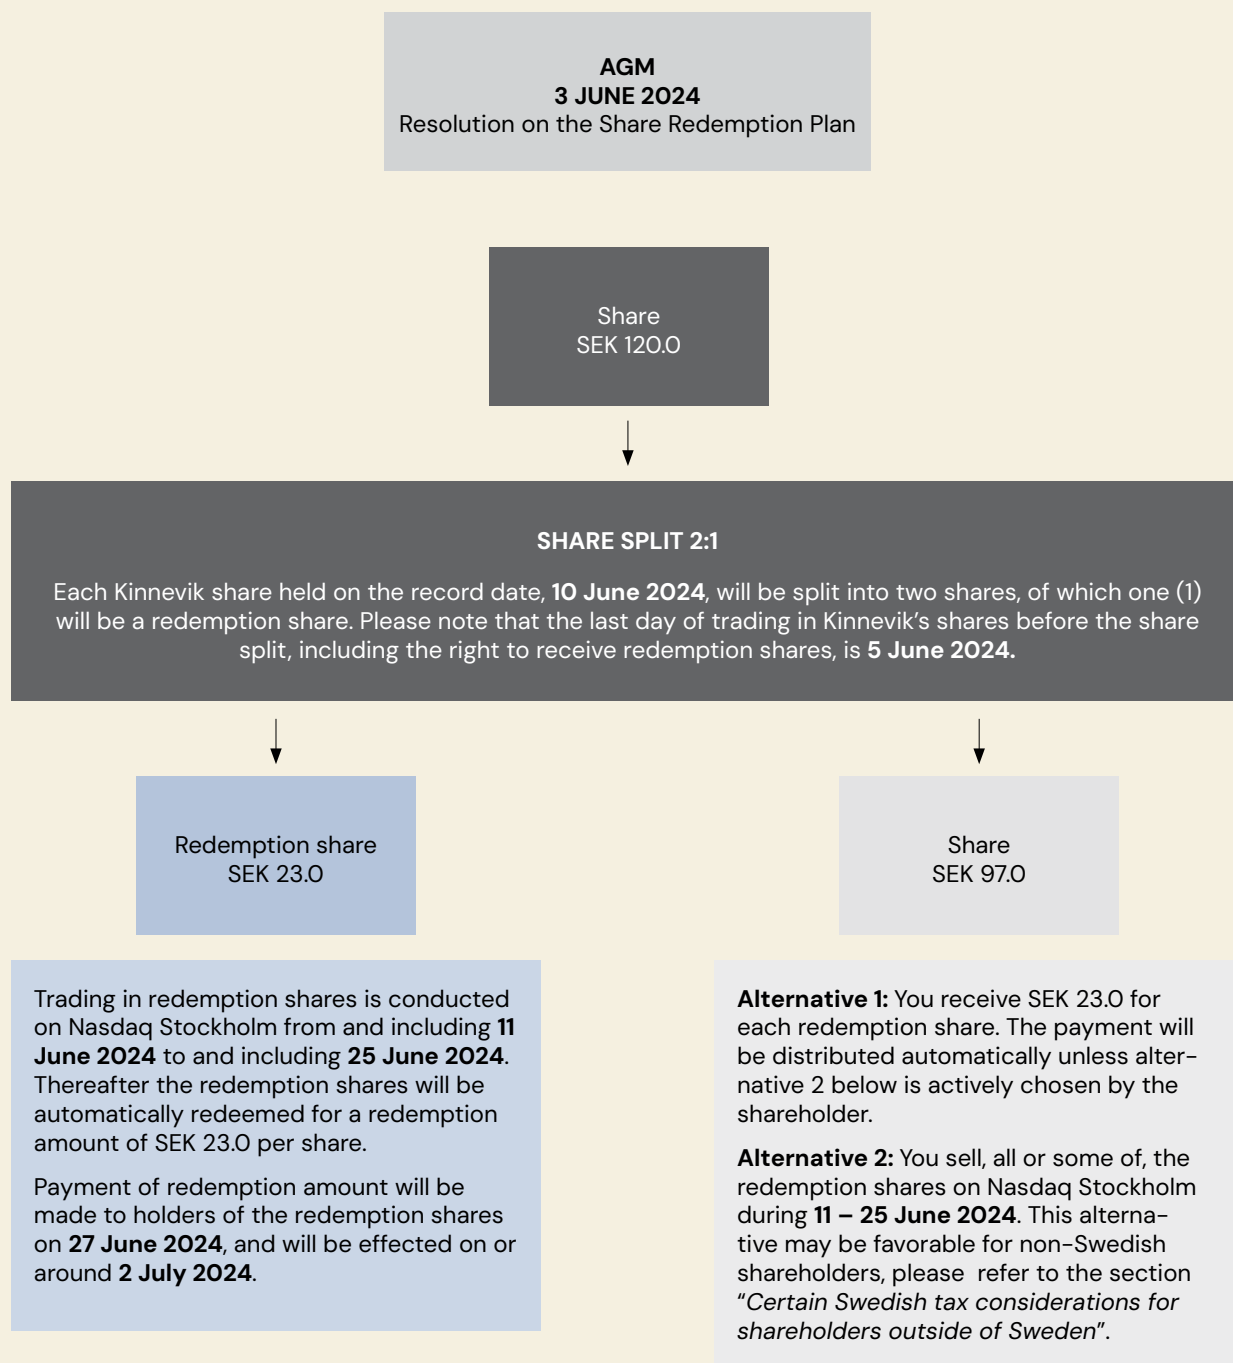 AGM
3 JUNE 2024
Resolution on the Share Redemption Plan
Share
SEK 120.0
SHARE SPLIT 2:1
Each Kinnevik share held on the record date, 10 June 2024, will be split into two shares, of which one (1)
will be a redemption share. Please note that the last day of trading in Kinnevik’s shares before the share
split, including the right to receive redemption shares, is 5 June 2024.
Redemption share
SEK 23.0
Trading in redemption shares is conducted
on Nasdaq Stockholm from and including 11
June 2024 to and including 25 June 2024.
Thereafter the redemption shares will be
automatically redeemed for a redemption
amount of SEK 23.0 per share.
Payment of redemption amount will be
made to holders of the redemption shares
on 27 June 2024, and will be effected on or
around 2 July 2024.
Share
SEK 97.0
Alternative 1: You receive SEK 23.0 for
each redemption share. The payment will
be distributed automatically unless alter-
native 2 below is actively chosen by the
shareholder.
Alternative 2: You sell, all or some of, the
redemption shares on Nasdaq Stockholm
during 11 – 25 June 2024. This alterna-
tive may be favorable for non-Swedish
shareholders, please refer to the section
“Certain Swedish tax considerations for
shareholders outside of Sweden”.